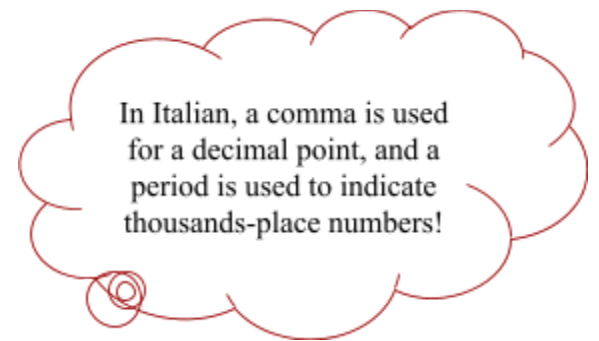 In Italian, a comma is used
for a decimal point, and a
period is used to indicate
thousands-place numbers!